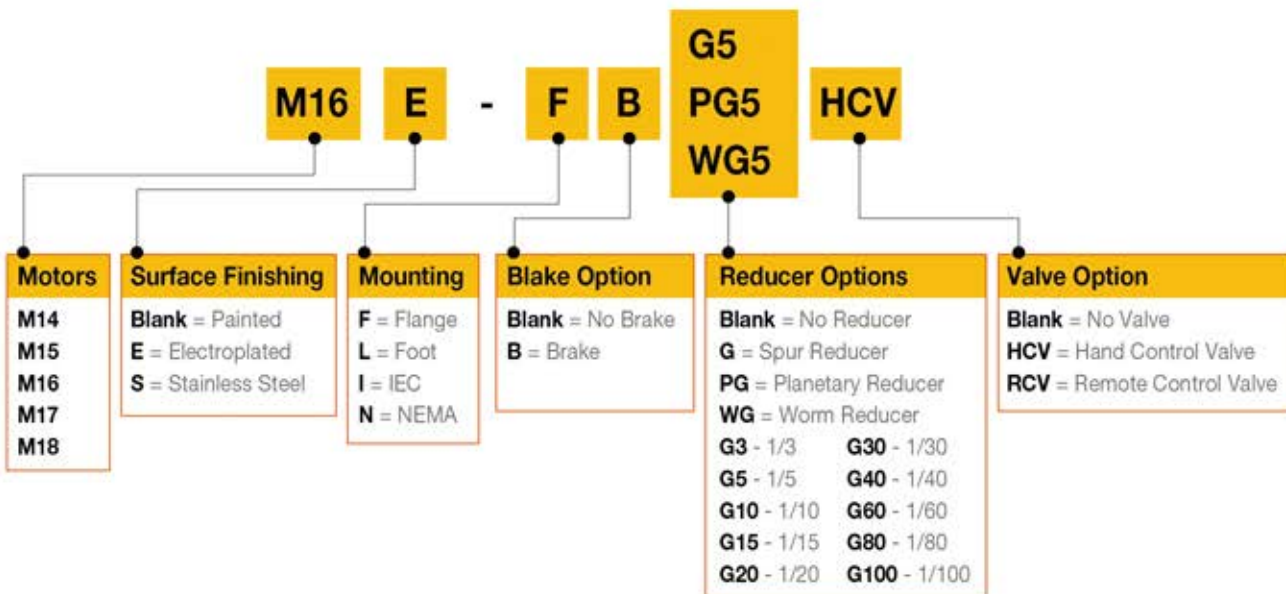 G5
M16 E - F B PG5 HCV
WG5
Motors
M14
M15
M16
M17
M18
Surface Finishing
Blank = Painted
E = Electroplated
S = Stainless Steel
Mounting
F = Flange
L = Foot
I = IEC
N = NEMA
Blake Option
Blank = No Brake
B = Brake
Reducer Options
Blank = No Reducer
G = Spur Reducer
PG = Planetary Reducer
WG = Worm Reducer
G3 - 1/3 G30 - 1/30
G5 - 1/5 G40 - 1/40
G10 - 1/10 G60 - 1/60
G15 - 1/15 G80 - 1/80
G20 - 1/20 G100 - 1/100
Valve Option
Blank = No Valve
HCV = Hand Control Valve
RCV = Remote Control Valve